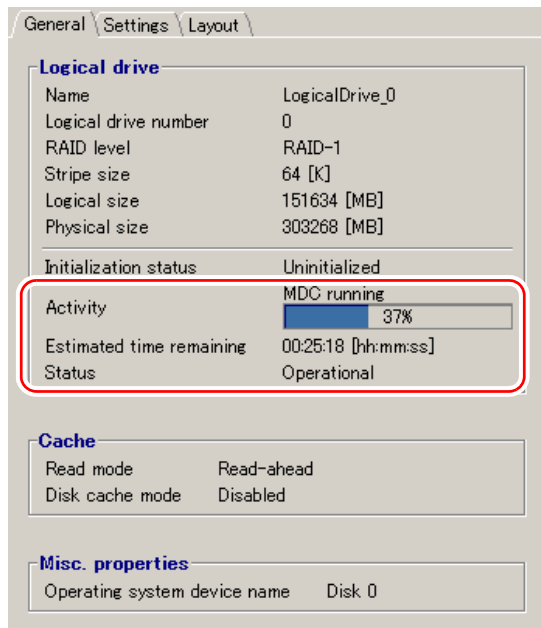 General Settings Layout
Logical drive
Name LogicalDrive_0
Logical drive number 0
RAID level RAID-1
Stripe size 64 [K]
Logical size 151634 [MB]
Physical size 303268 [MB]
Initialization status Uninitialized
Activity MDC running
37%
Estimated time remaining 00:25:18 [hh:mm:ss]
Status Operational
Cache
Read mode Read-ahead
Disk cache mode Disabled
Misc. properties
Operating system device name Disk 0